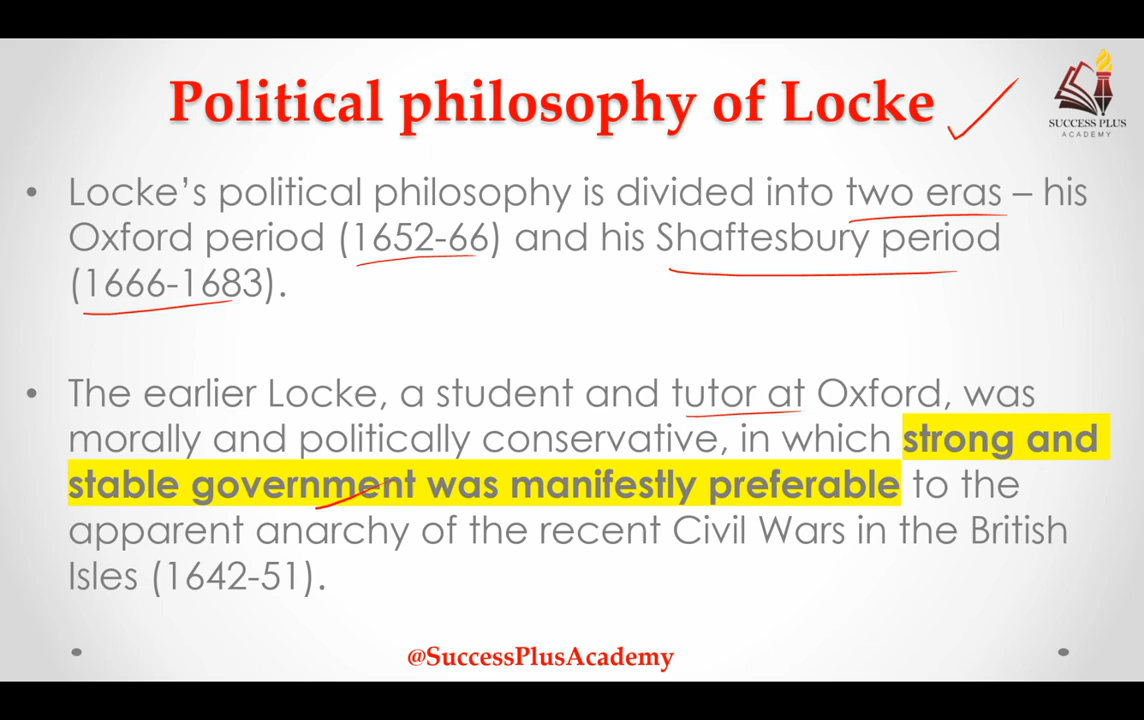 Political philosophy of Locke
SUCCESS PLUS
ACADEMY
• Locke’s political philosophy is divided into two eras – his
Oxford period (1652-66) and his Shaftesbury period
(1666-1683).
• The earlier Locke, a student and tutor at Oxford, was
morally and politically conservative, in which strong and
stable government was manifestly preferable to the
apparent anarchy of the recent Civil Wars in the British
Isles (1642-51).
@SuccessPlusAcademy